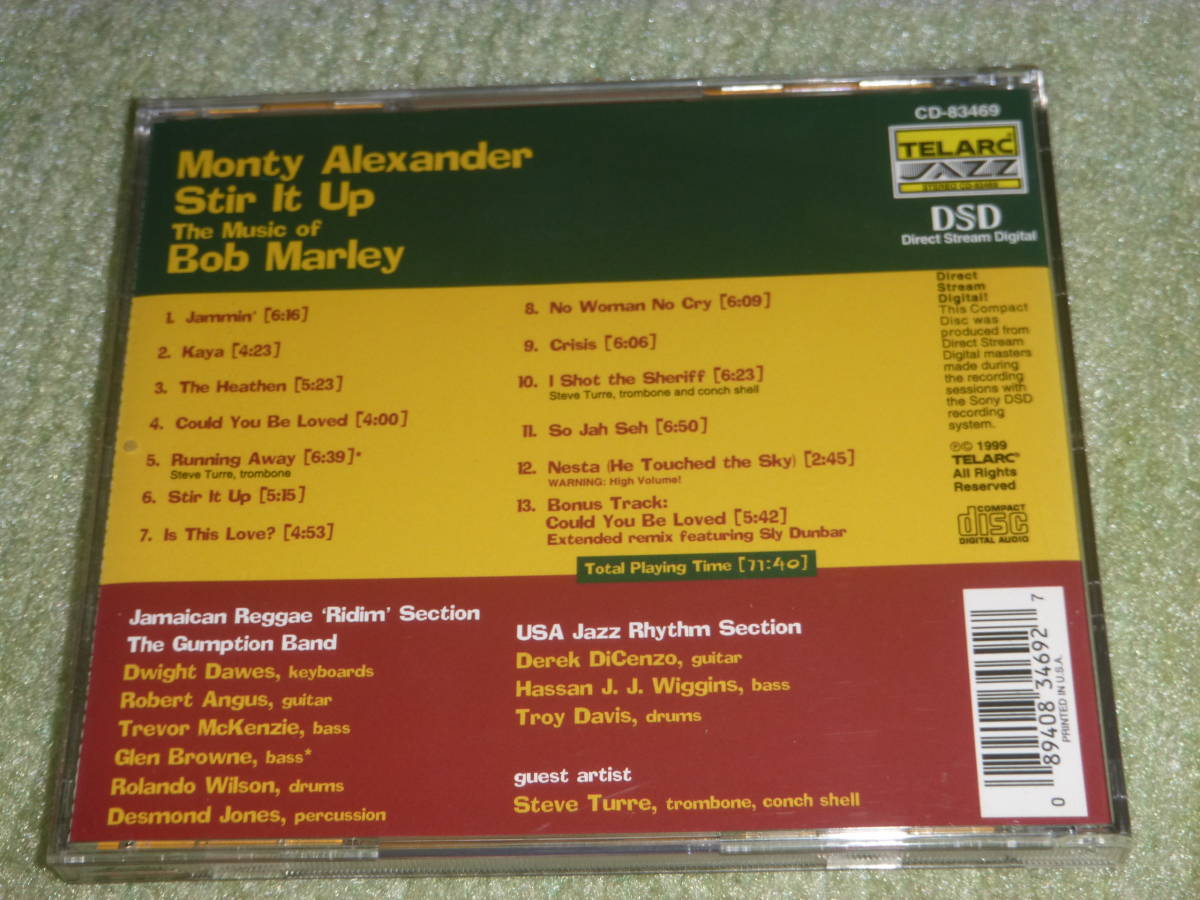 Monty Alexander
Stir It Up
The Music of
Bob Marley
CD-83469
TELARC
JAZZ
STEREO CD-83469
DSD
Direct Stream Digital
1. Jammin' [6:16]
2. Kaya [4:23]
3. The Heathen [5:23]
4. Could You Be Loved [4:00]
5. Running Away [6:39]*
Steve Turre, trombone
6. Stir It Up [5:15]
7. Is This Love? [4:53]
8. No Woman No Cry [6:09]
9. Crisis [6:06]
10. I Shot the Sheriff [6:23]
Steve Turre, trombone and conch shell
11. So Jah Seh [6:50]
12. Nesta (He Touched the Sky) [2:45]
WARNING: High Volume!
13. Bonus Track:
Could You Be Loved [5:42]
Extended remix featuring Sly Dunbar
Total Playing Time [71:40]
Direct
Stream
Digital!
This Compact
Disc was
produced from
Direct Stream
Digital masters
made during
the recording
sessions with
the Sony DSD
recording
system.
℗© 1999
TELARC®
All Rights
Reserved
COMPACT
disc
DIGITAL AUDIO
Jamaican Reggae 'Ridim' Section
The Gumption Band
Dwight Dawes, keyboards
Robert Angus, guitar
Trevor McKenzie, bass
Glen Browne, bass*
Rolando Wilson, drums
Desmond Jones, percussion
USA Jazz Rhythm Section
Derek DiCenzo, guitar
Hassan J. J. Wiggins, bass
Troy Davis, drums
guest artist
Steve Turre, trombone, conch shell
0 89408 34692 7
PRINTED IN U.S.A.